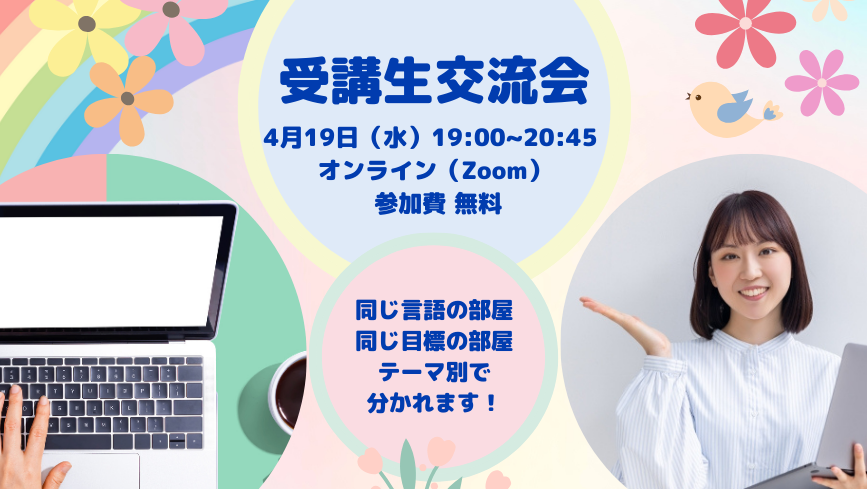 受講生交流会
4月19日（水）19:00~20:45
オンライン（Zoom）
参加費 無料
同じ言語の部屋
同じ目標の部屋
テーマ別で
分かれます！